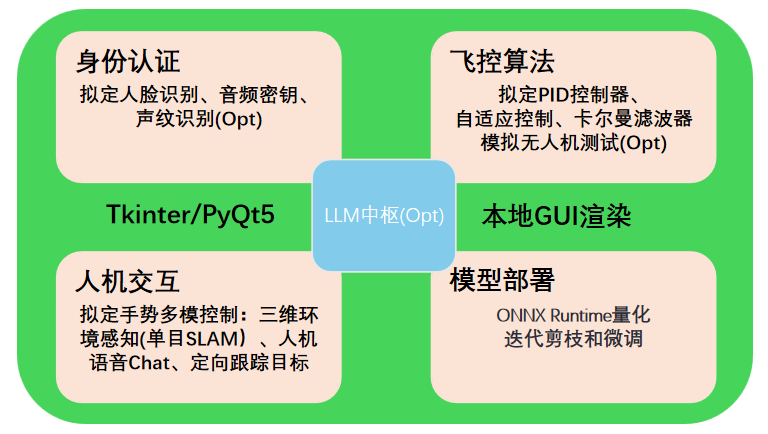 身份认证
拟定人脸识别、音频密钥、
声纹识别(Opt)
飞控算法
拟定PID控制器、
自适应控制、卡尔曼滤波器
模拟无人机测试(Opt)
Tkinter/PyQt5
LLM中枢(Opt)
本地GUI渲染
人机交互
拟定手势多模控制：三维环
境感知(单目SLAM）、人机
语音Chat、定向跟踪目标
模型部署
ONNX Runtime量化
迭代剪枝和微调